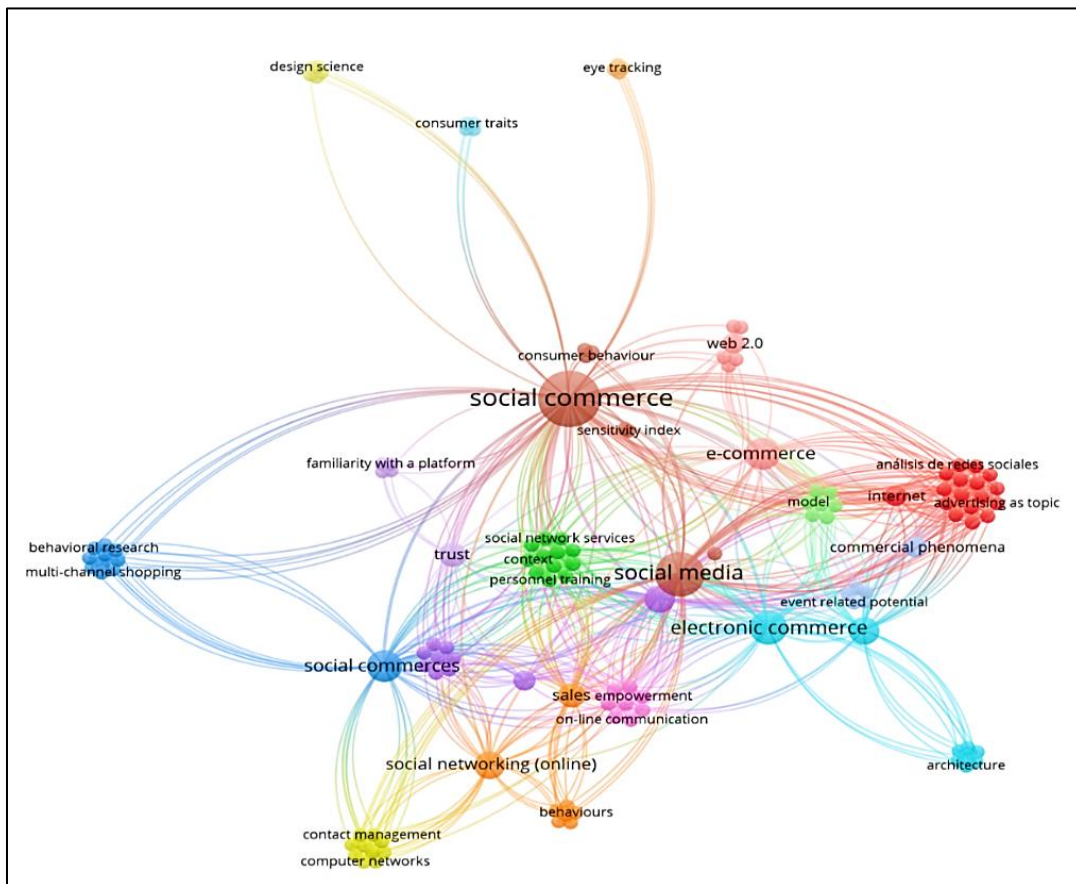 design science
eye tracking
consumer traits
web 2.0
consumer behaviour
social commerce
sensitivity index
e-commerce
familiarity with a platform
análisis de redes sociales
internet
advertising as topic
model
social network services
behavioral research
trust
context
commercial phenomena
multi-channel shopping
personnel training
social media
event related potential
electronic commerce
social commerces
sales
empowerment
on-line communication
social networking (online)
architecture
behaviours
contact management
computer networks